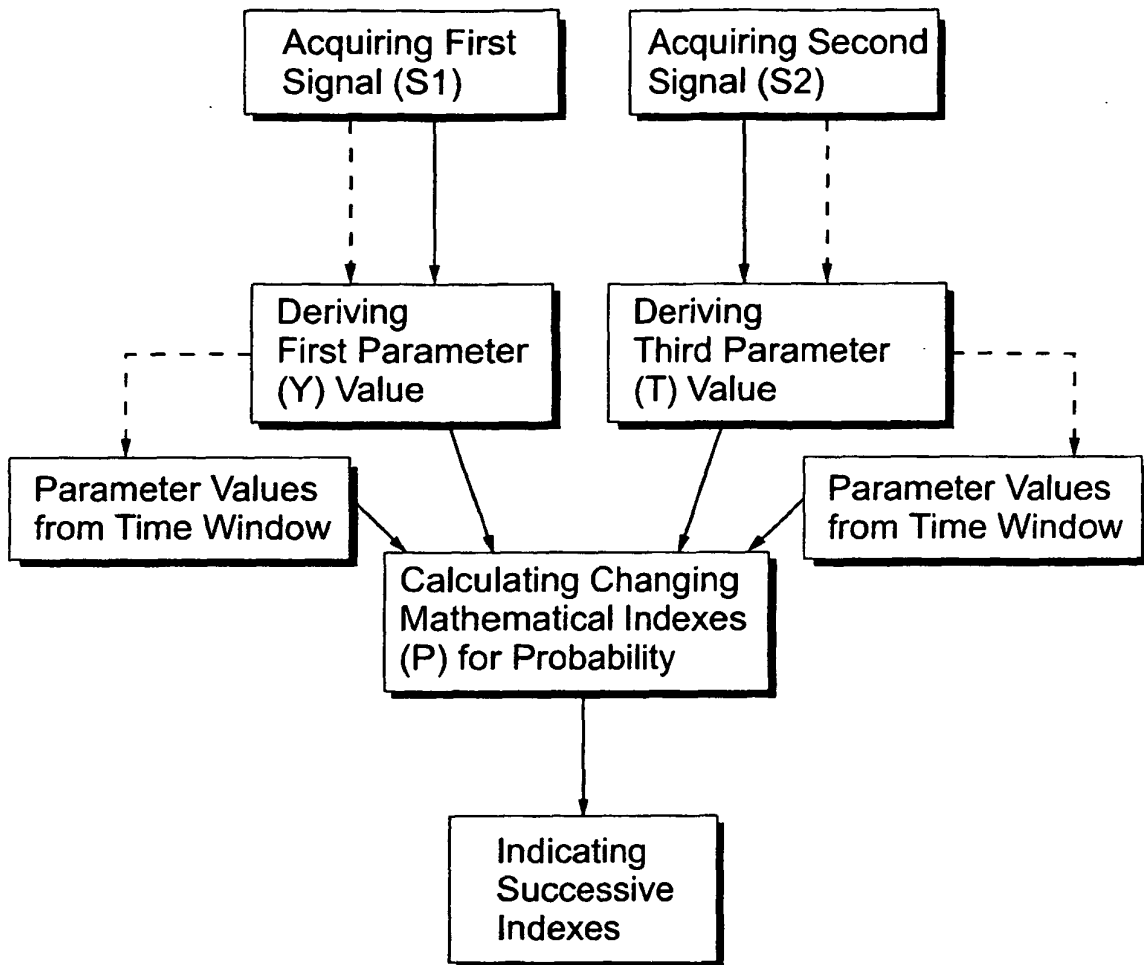 Acquiring First
Signal (S1)
Acquiring Second
Signal (S2)
Deriving
First Parameter
(Y) Value
Deriving
Third Parameter
(T) Value
Parameter Values
from Time Window
Parameter Values
from Time Window
Calculating Changing
Mathematical Indexes
(P) for Probability
Indicating
Successive
Indexes